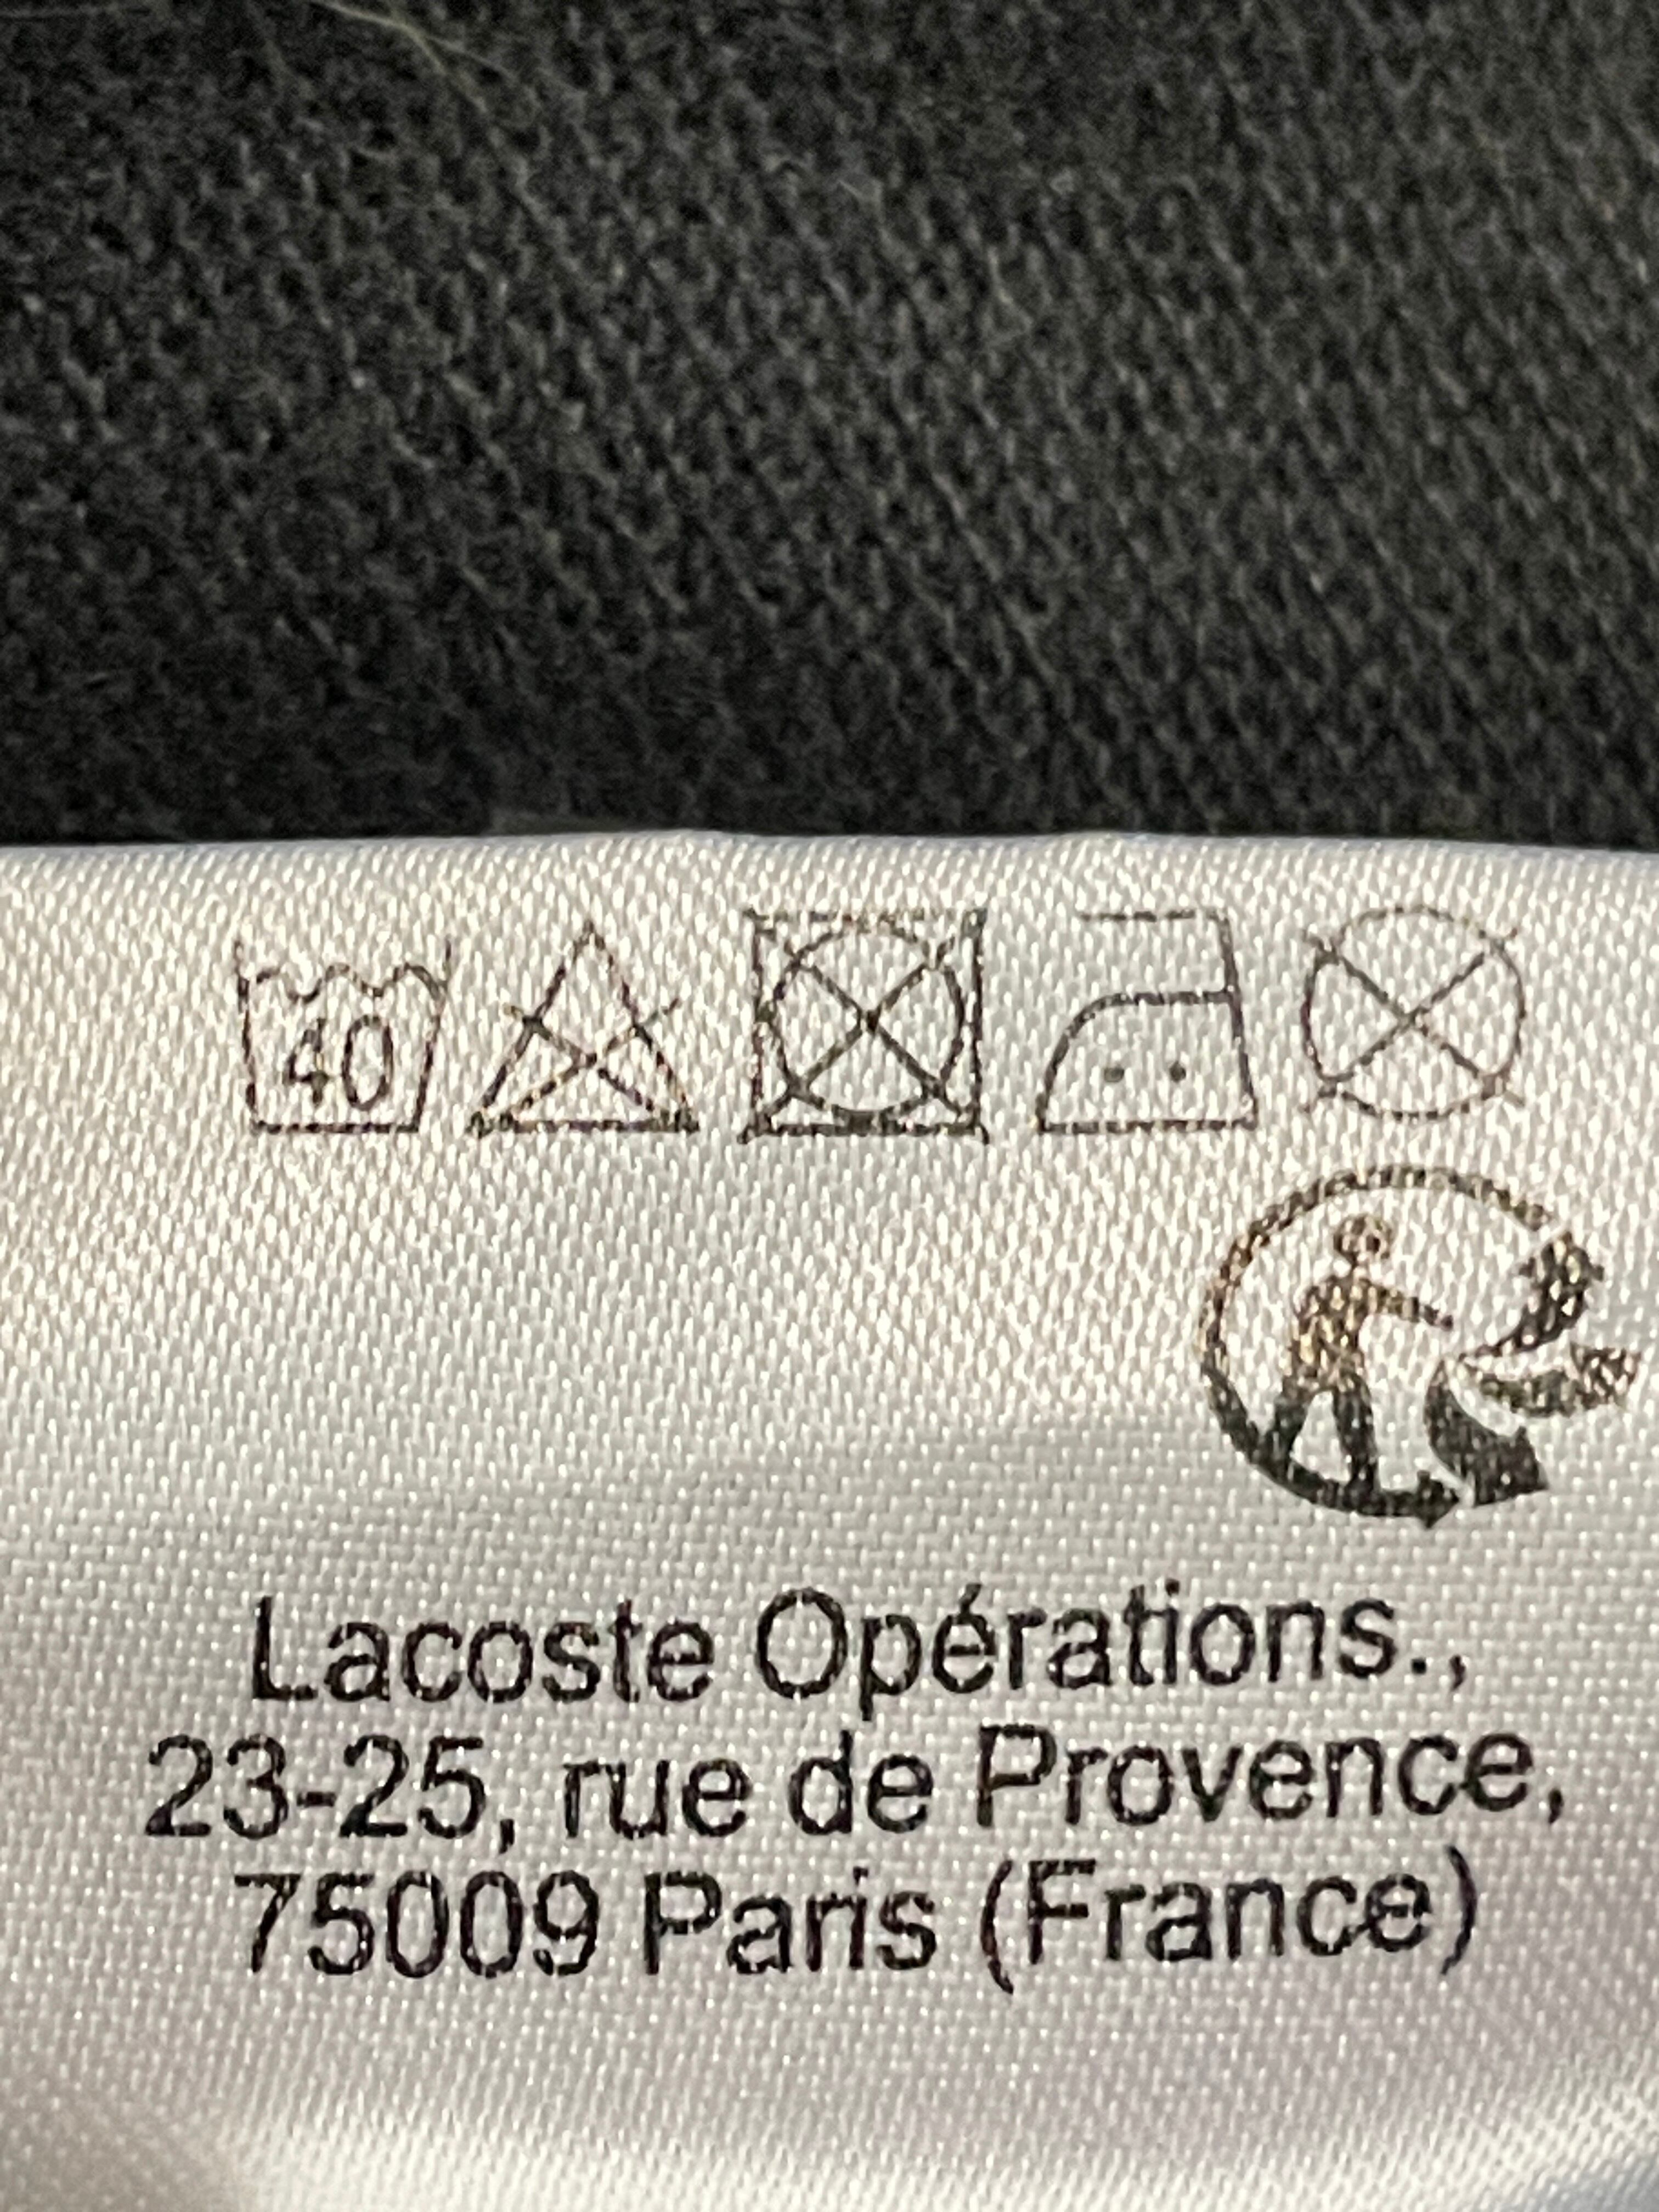 40
Lacoste Opérations.,
23-25, rue de Provence,
75009 Paris (France)